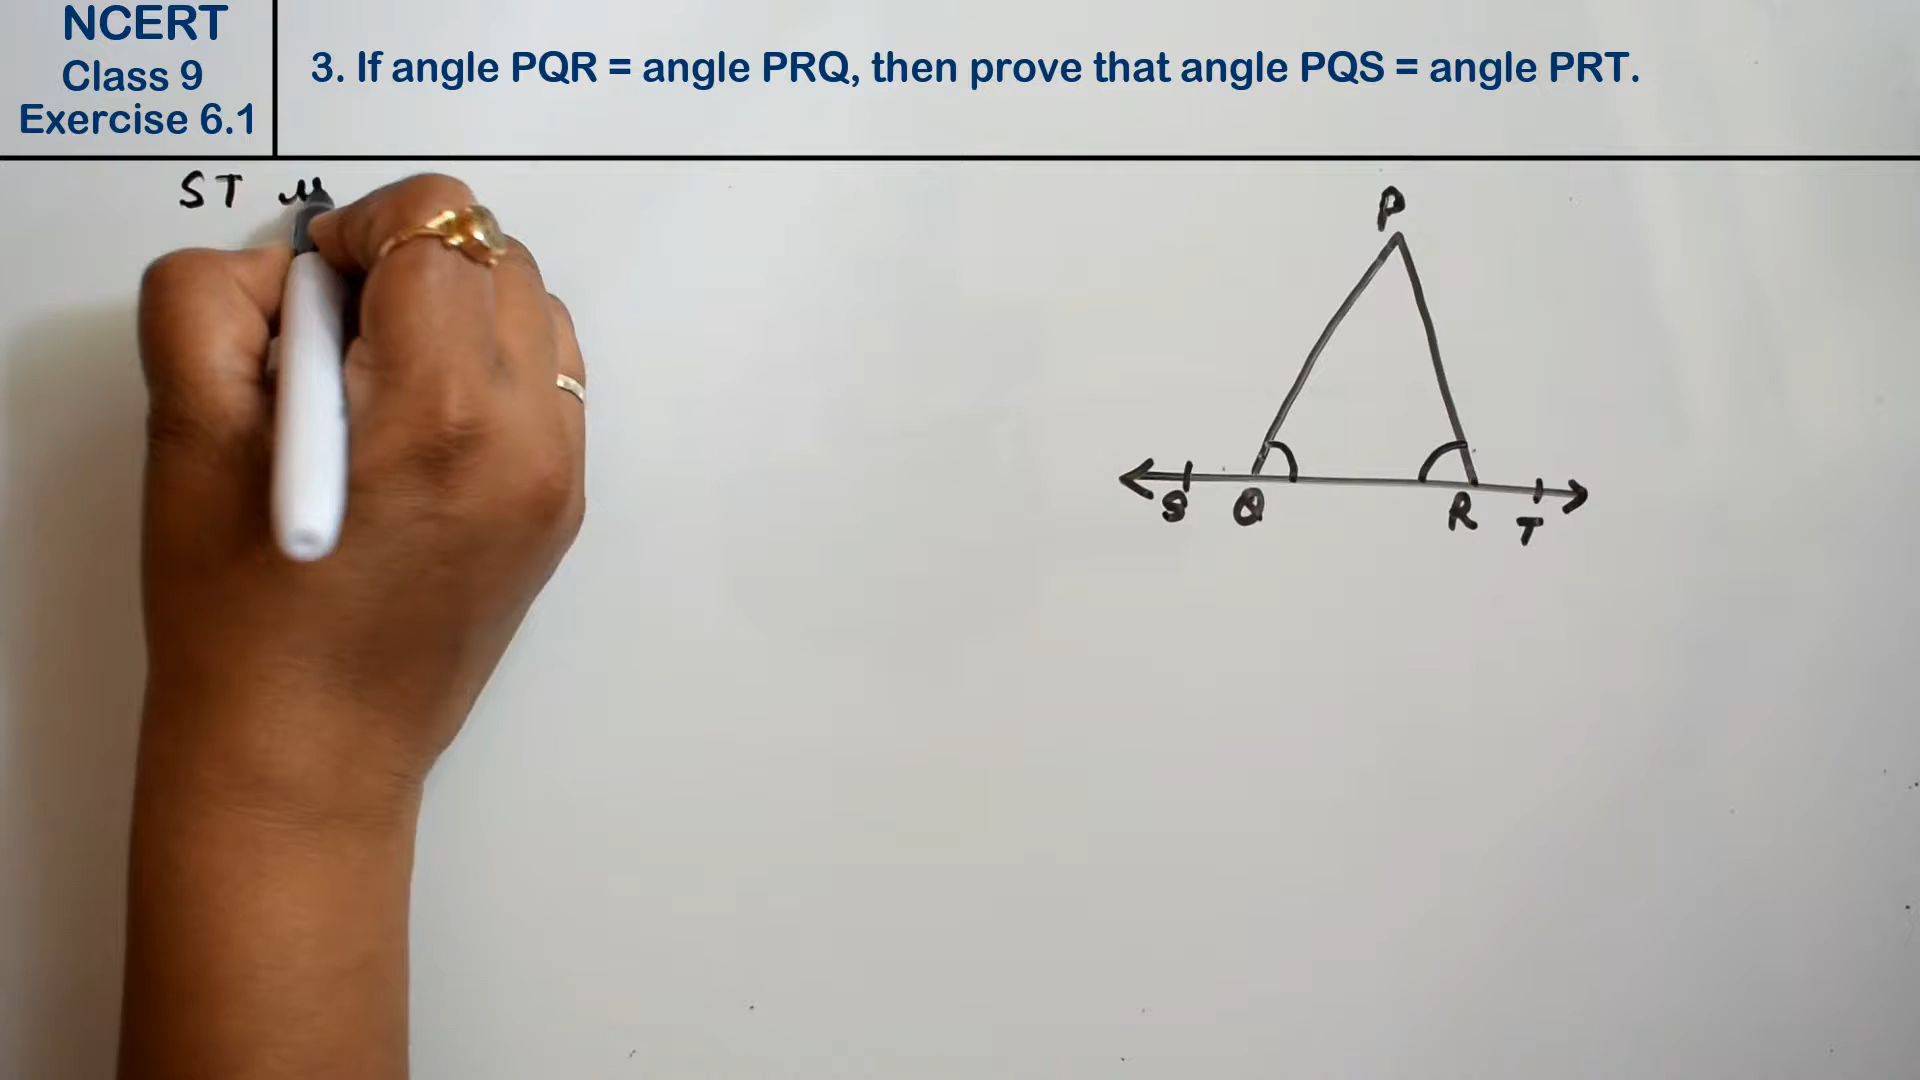 NCERT
Class 9
Exercise 6.1
3. If angle PQR = angle PRQ, then prove that angle PQS = angle PRT.
ST
P
S Q R T